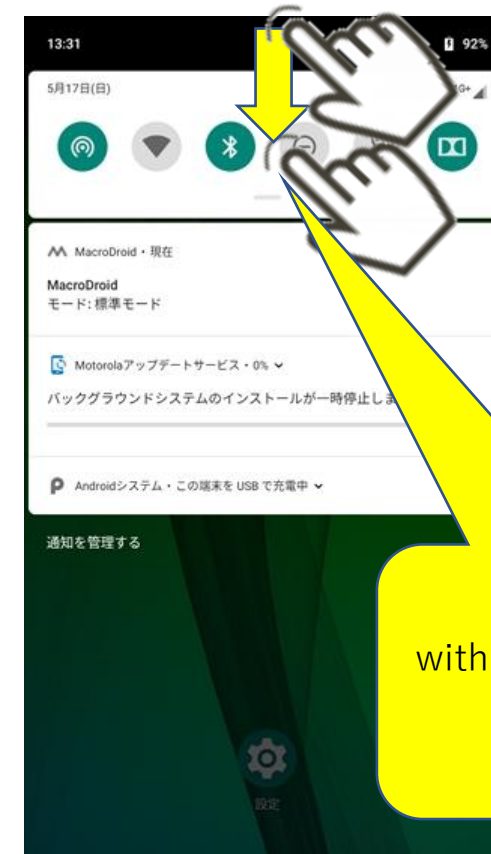 13:31
92%
5月17日(日)
G+
MacroDroid・現在
MacroDroid
モード: 標準モード
Motorolaアップデートサービス・0%
バックグラウンドシステムのインストールが一時停止しま
Androidシステム・この端末を USB で充電中
通知を管理する
with
設定